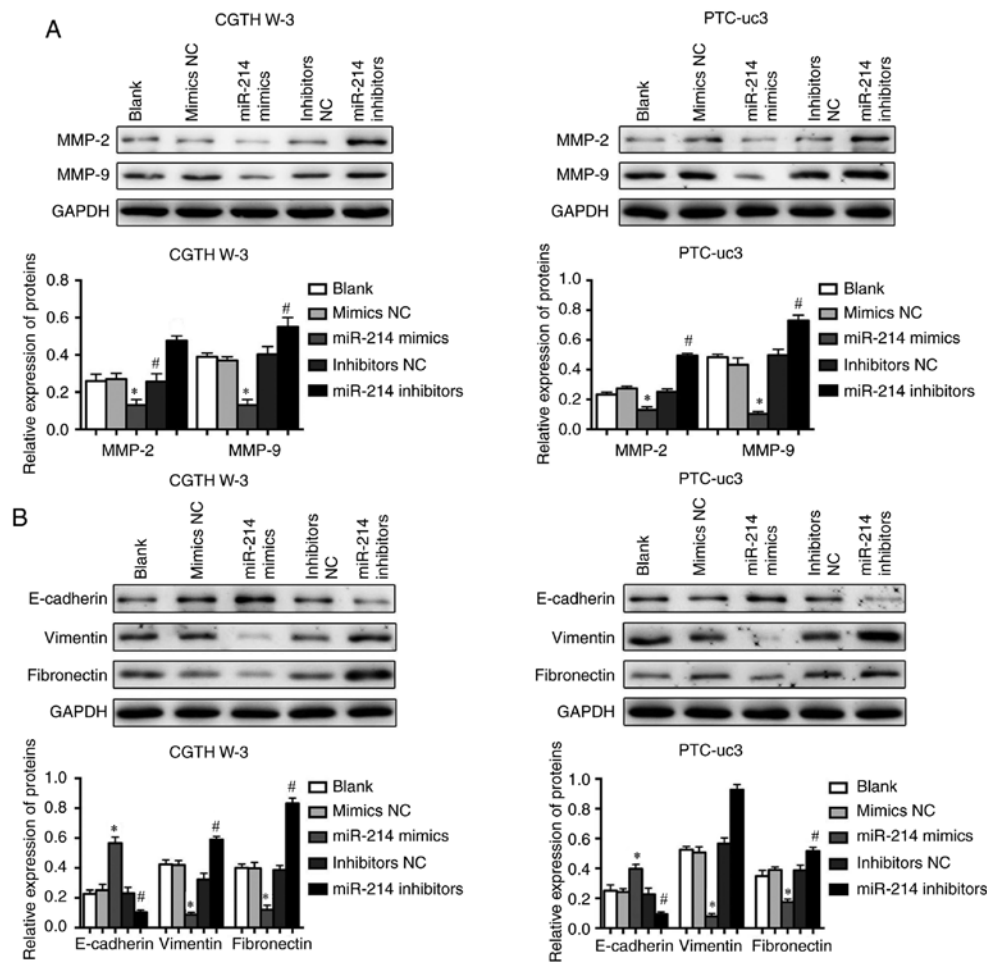 A
CGTH W-3
Blank
Mimics NC
miR-214
mimics
Inhibitors
NC
miR-214
inhibitors
MMP-2
MMP-9
GAPDH
CGTH W-3
Relative expression of proteins
0.8
0.6
0.4
0.2
0.0
*
#
*
#
MMP-2
MMP-9
Blank
Mimics NC
miR-214 mimics
Inhibitors NC
miR-214 inhibitors
PTC-uc3
Blank
Mimics NC
miR-214
mimics
Inhibitors
NC
miR-214
inhibitors
MMP-2
MMP-9
GAPDH
PTC-uc3
Relative expression of proteins
1.0
0.8
0.6
0.4
0.2
0.0
*
#
*
#
MMP-2
MMP-9
Blank
Mimics NC
miR-214 mimics
Inhibitors NC
miR-214 inhibitors
B
CGTH W-3
Blank
Mimics NC
miR-214
mimics
Inhibitors
NC
miR-214
inhibitors
E-cadherin
Vimentin
Fibronectin
GAPDH
CGTH W-3
Relative expression of proteins
1.0
0.8
0.6
0.4
0.2
0.0
*
#
*
#
*
#
E-cadherin
Vimentin
Fibronectin
Blank
Mimics NC
miR-214 mimics
Inhibitors NC
miR-214 inhibitors
PTC-uc3
Blank
Mimics NC
miR-214
mimics
Inhibitors
NC
miR-214
inhibitors
E-cadherin
Vimentin
Fibronectin
GAPDH
PTC-uc3
Relative expression of proteins
1.0
0.8
0.6
0.4
0.2
0.0
*
#
*
*
#
E-cadherin
Vimentin
Fibronectin
Blank
Mimics NC
miR-214 mimics
Inhibitors NC
miR-214 inhibitors